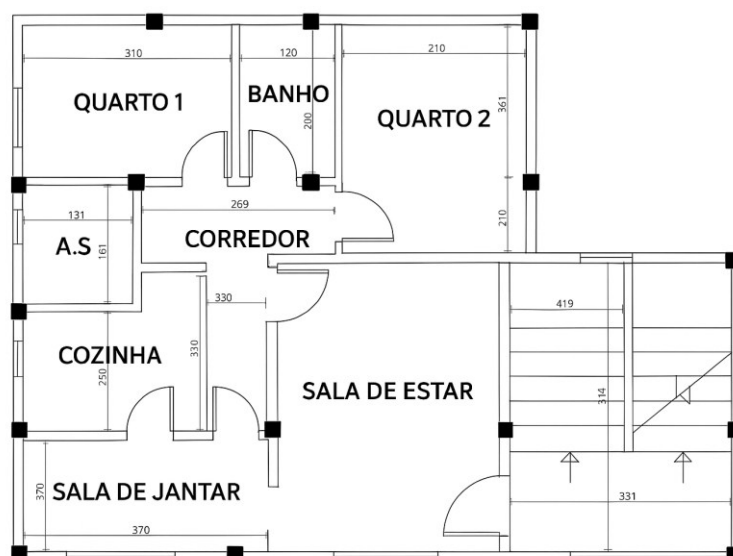 310
120
210
QUARTO 1
BANHO
QUARTO 2
200
361
131
A.S
161
269
CORREDOR
210
330
419
COZINHA
250
330
SALA DE ESTAR
314
SALA DE JANTAR
370
370
331